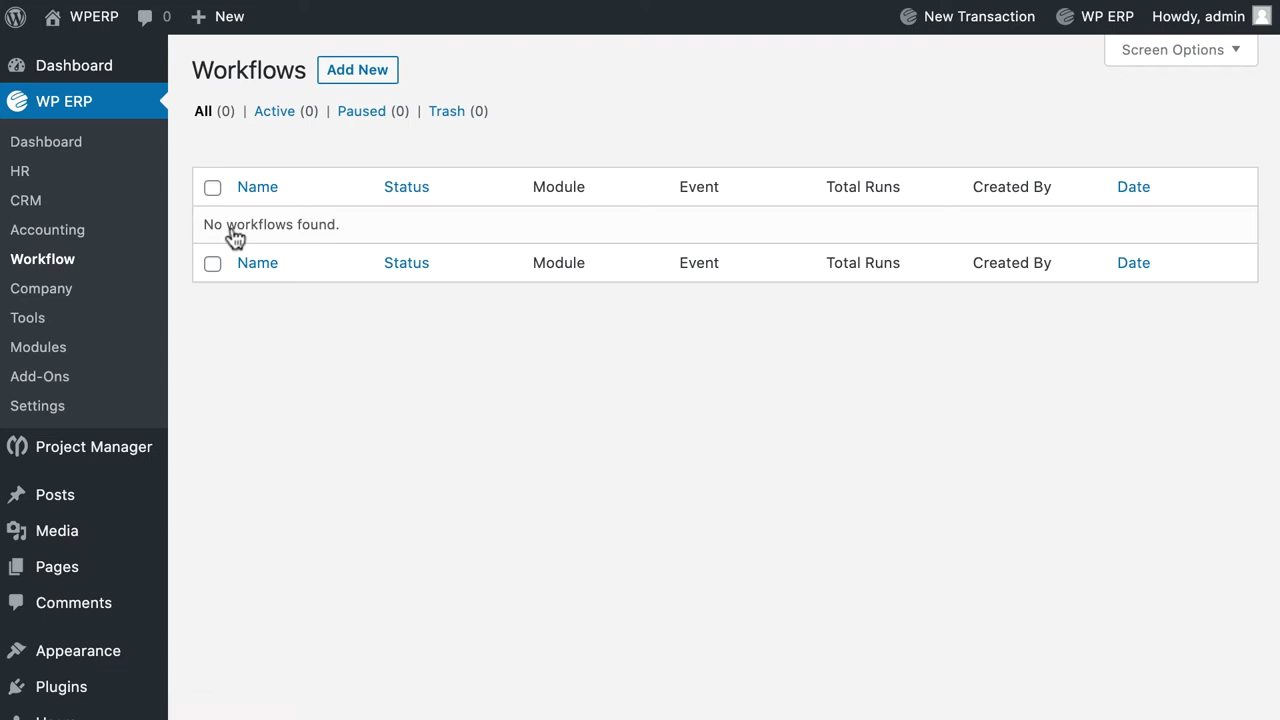 WPERP 0 New New Transaction WP ERP Howdy, admin
Screen Options ▼
Dashboard
WP ERP
Dashboard
HR
CRM
Accounting
Workflow
Company
Tools
Modules
Add-Ons
Settings
Project Manager
Posts
Media
Pages
Comments
Appearance
Plugins
Workflows Add New
All (0) | Active (0) | Paused (0) | Trash (0)
Name Status Module Event Total Runs Created By Date
No workflows found.
Name Status Module Event Total Runs Created By Date